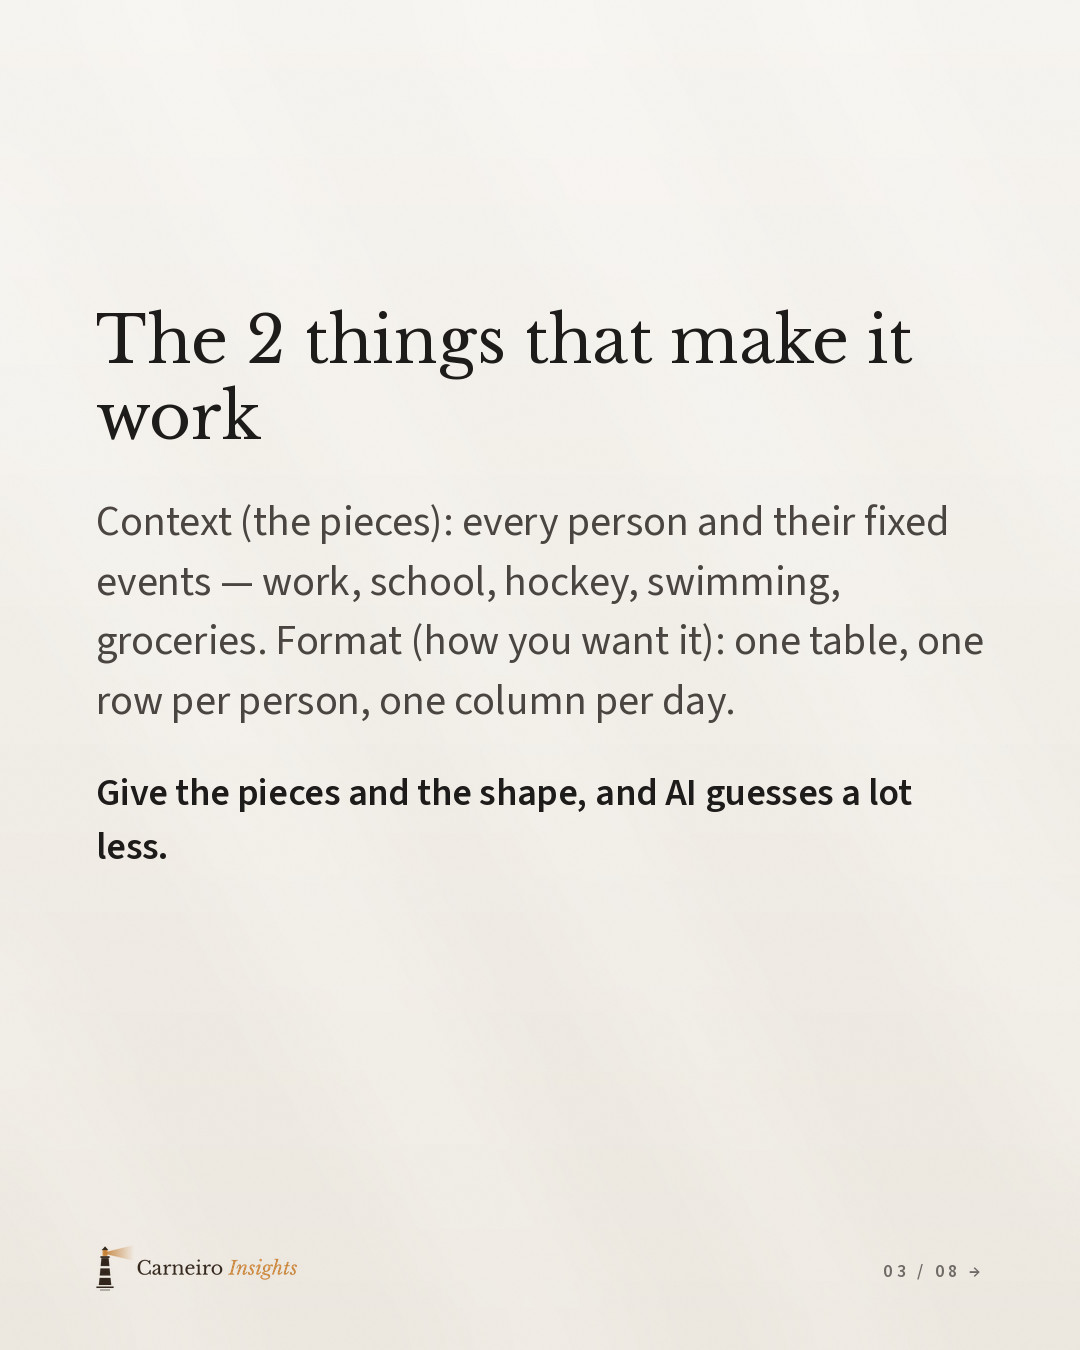 The 2 things that make it
work
Context (the pieces): every person and their fixed
events — work, school, hockey, swimming,
groceries. Format (how you want it): one table, one
row per person, one column per day.
Give the pieces and the shape, and AI guesses a lot
less.
Carneiro Insights
03 / 08 →